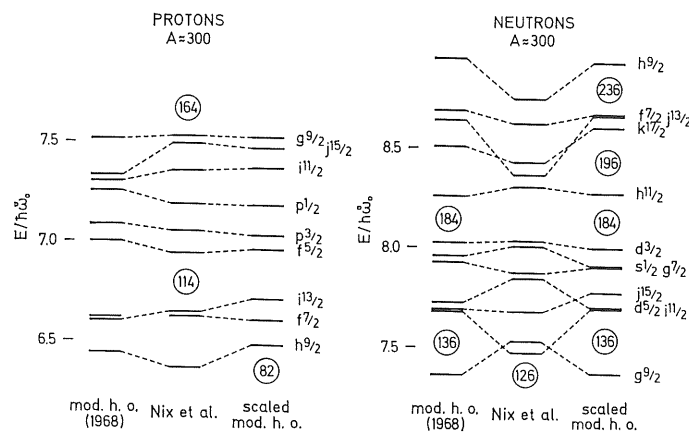 PROTONS
A≈300
164
7.5
g9/2
j15/2
i11/2
p1/2
E/ħω̊₀
7.0
p3/2
f5/2
114
i13/2
f7/2
6.5
h9/2
82
mod. h. o.
(1968)
Nix et al.
scaled
mod. h. o.
NEUTRONS
A≈300
h9/2
236
f7/2 j13/2
k17/2
8.5
196
h11/2
184
184
E/ħω̊₀
8.0
d3/2
s1/2 g7/2
j15/2
d5/2 i11/2
136
136
7.5
126
g9/2
mod. h. o.
(1968)
Nix et al.
scaled
mod. h. o.